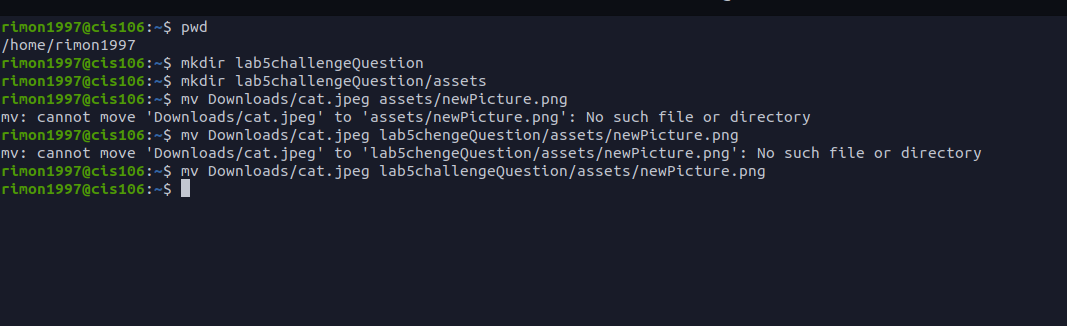 rimon1997@cis106:~$ pwd
/home/rimon1997
rimon1997@cis106:~$ mkdir lab5challengeQuestion
rimon1997@cis106:~$ mkdir lab5challengeQuestion/assets
rimon1997@cis106:~$ mv Downloads/cat.jpeg assets/newPicture.png
mv: cannot move 'Downloads/cat.jpeg' to 'assets/newPicture.png': No such file or directory
rimon1997@cis106:~$ mv Downloads/cat.jpeg lab5chengeQuestion/assets/newPicture.png
mv: cannot move 'Downloads/cat.jpeg' to 'lab5chengeQuestion/assets/newPicture.png': No such file or directory
rimon1997@cis106:~$ mv Downloads/cat.jpeg lab5challengeQuestion/assets/newPicture.png
rimon1997@cis106:~$